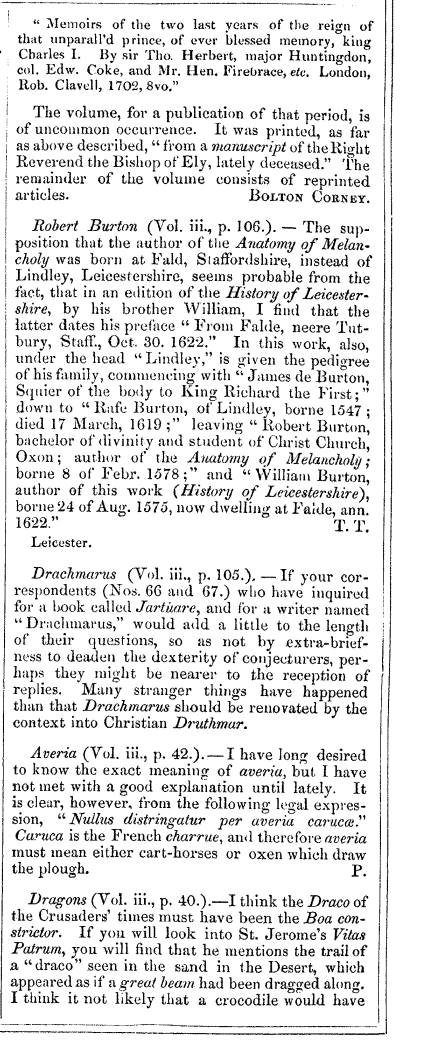 “ Memoirs of the two last years of the reign of
that unparall’d prince, of ever blessed memory, king
Charles I. By sir Tho. Herbert, major Huntingdon,
col. Edw. Coke, and Mr. Hen. Firebrace, etc. London,
Rob. Clavell, 1702, 8vo.”
The volume, for a publication of that period, is
of uncommon occurrence. It was printed, as far
as above described, “ from a manuscript of the Right
Reverend the Bishop of Ely, lately deceased.” The
remainder of the volume consists of reprinted
articles. BOLTON CORNEY.
Robert Burton (Vol. iii., p. 106.). — The sup-
position that the author of the Anatomy of Melan-
choly was born at Fald, Staffordshire, instead of
Lindley, Leicestershire, seems probable from the
fact, that in an edition of the History of Leicester-
shire, by his brother William, I find that the
latter dates his preface “ From Falde, neere Tut-
bury, Staff., Oct. 30. 1622.” In this work, also,
under the head “ Lindley,” is given the pedigree
of his family, commencing with “ James de Burton,
Squier of the body to King Richard the First;”
down to “ Rafe Burton, of Lindley, borne 1547 ;
died 17 March, 1619 ;” leaving “ Robert Burton,
bachelor of divinity and student of Christ Church,
Oxon ; author of the Anatomy of Melancholy ;
borne 8 of Febr. 1578 ;” and “ William Burton,
author of this work (History of Leicestershire),
borne 24 of Aug. 1575, now dwelling at Falde, ann.
1622.” T. T.
Leicester.
Drachmarus (Vol. iii., p. 105.). — If your cor-
respondents (Nos. 66 and 67.) who have inquired
for a book called Jartuare, and for a writer named
“ Drachmarus,” would add a little to the length
of their questions, so as not by extra-brief-
ness to deaden the dexterity of conjecturers, per-
haps they might be nearer to the reception of
replies. Many stranger things have happened
than that Drachmarus should be renovated by the
context into Christian Druthmar.
Averia (Vol. iii., p. 42.). — I have long desired
to know the exact meaning of averia, but I have
not met with a good explanation until lately. It
is clear, however, from the following legal expres-
sion, “ Nullus distringatur per averia carucæ.”
Caruca is the French charrue, and therefore averia
must mean either cart-horses or oxen which draw
the plough. P.
Dragons (Vol. iii., p. 40.).—I think the Draco of
the Crusaders’ times must have been the Boa con-
strictor. If you will look into St. Jerome’s Vitas
Patrum, you will find that he mentions the trail of
a “ draco” seen in the sand in the Desert, which
appeared as if a great beam had been dragged along.
I think it not likely that a crocodile would have